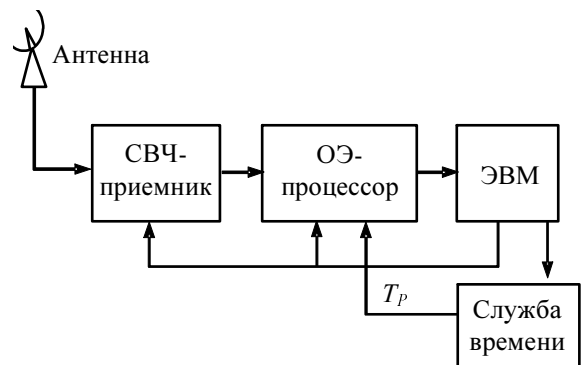 Антенна
СВЧ-
приемник
ОЭ-
процессор
ЭВМ
T_P
Служба
времени